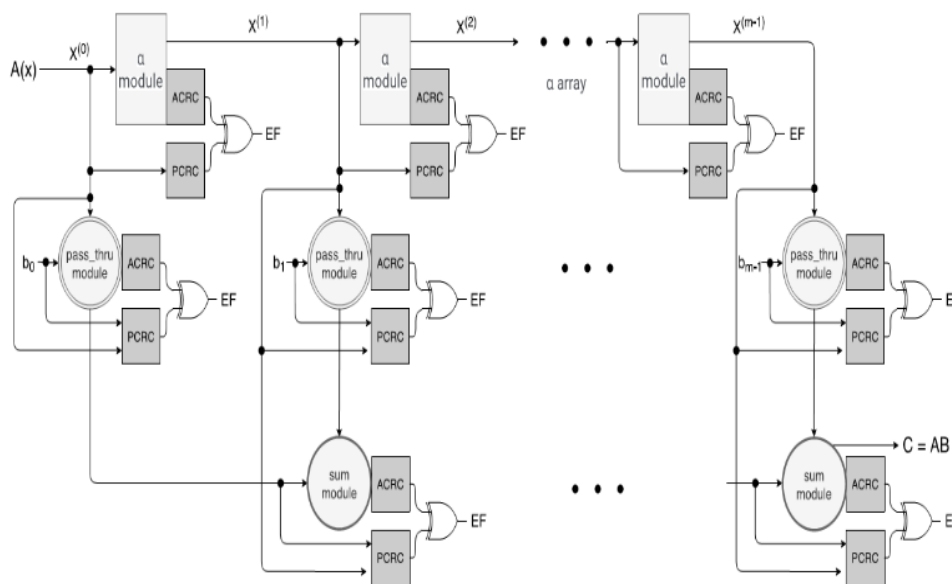 A(x)
X(0)
α module
ACRC
PCRC
EF
X(1)
α module
ACRC
PCRC
EF
X(2)
α array
α module
ACRC
PCRC
EF
X(m-1)
b0
pass_thru module
ACRC
PCRC
EF
b1
pass_thru module
ACRC
PCRC
EF
bm-1
pass_thru module
ACRC
PCRC
E
sum module
ACRC
PCRC
EF
sum module
C = AB
ACRC
PCRC
E